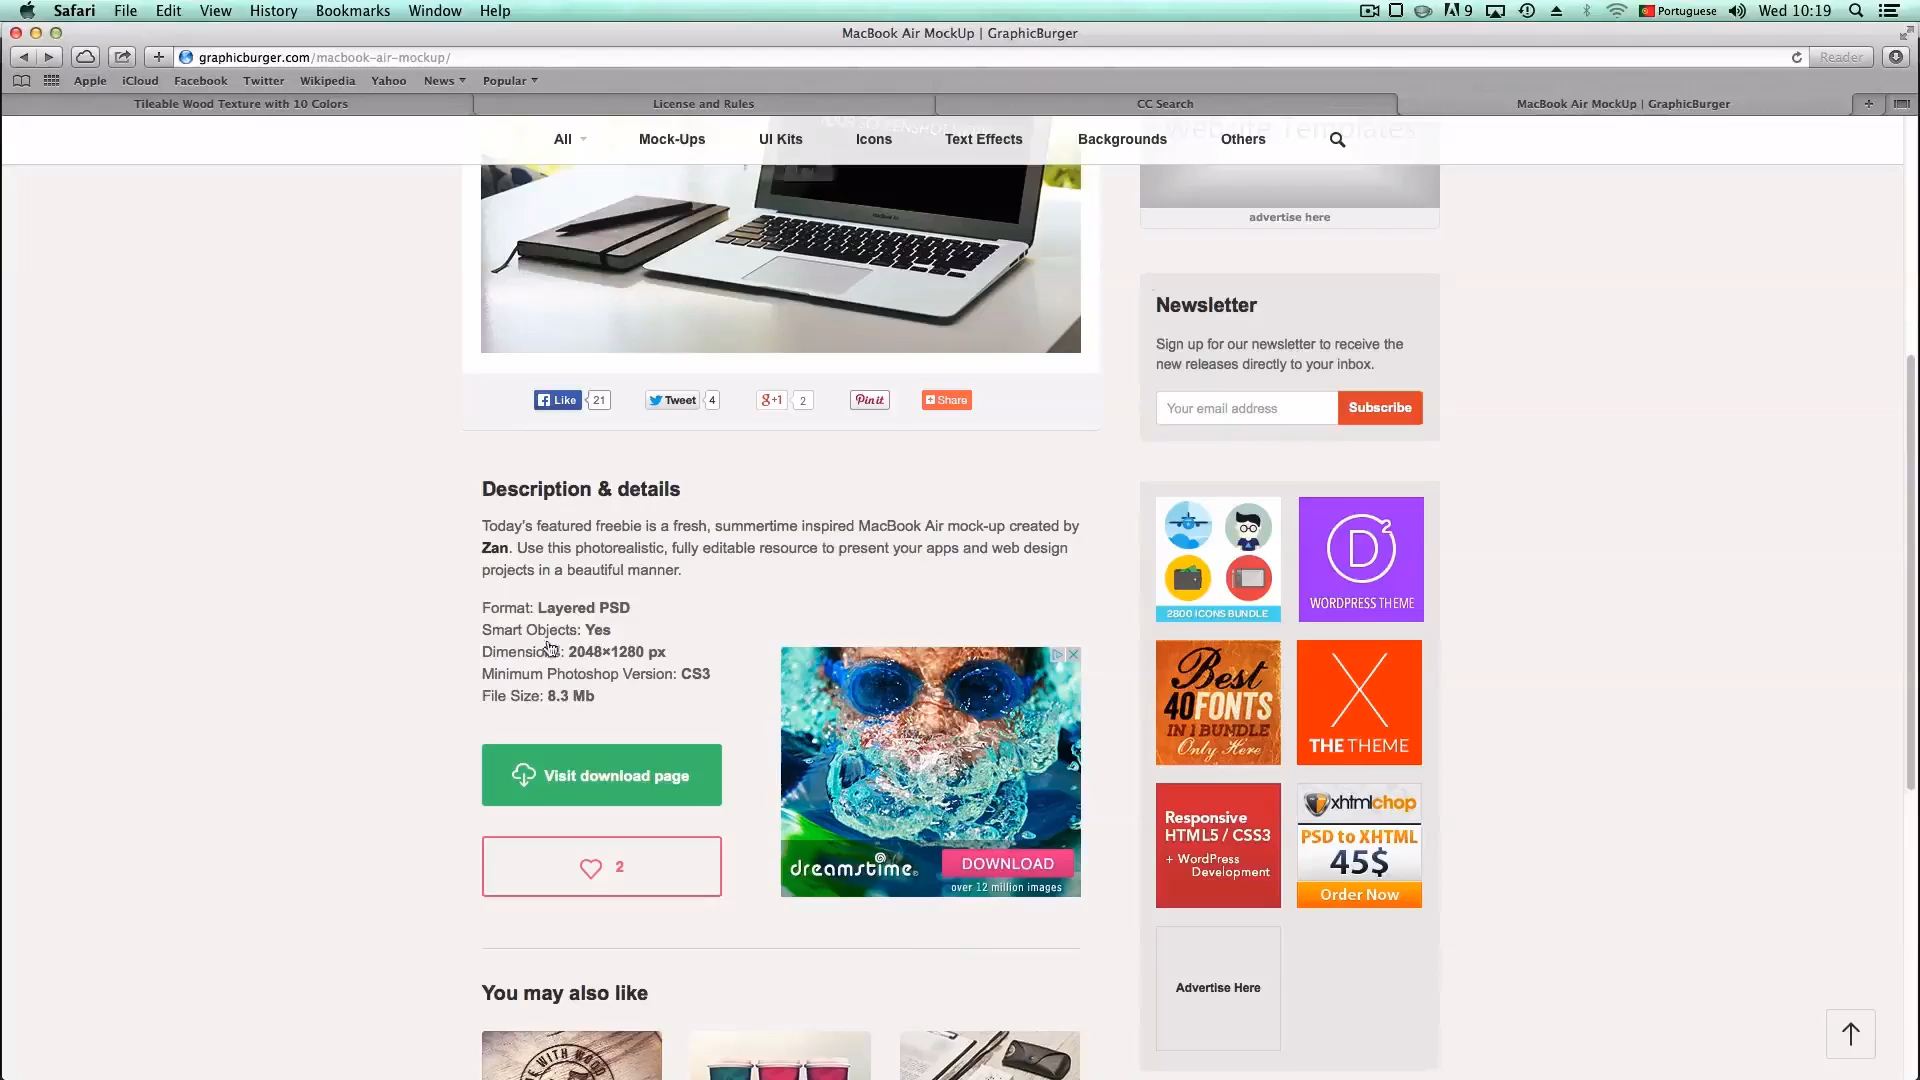 Safari File Edit View History Bookmarks Window Help
9 Portuguese Wed 10:19
MacBook Air MockUp | GraphicBurger
graphicburger.com/macbook-air-mockup/
Reader
Apple iCloud Facebook Twitter Wikipedia Yahoo News Popular
Tileable Wood Texture with 10 Colors
License and Rules
CC Search
MacBook Air MockUp | GraphicBurger
All Mock-Ups UI Kits Icons Text Effects Backgrounds Others
Website Templates
advertise here
MacBook Air
Newsletter
Sign up for our newsletter to receive the
new releases directly to your inbox.
Your email address
Subscribe
Like 21
Tweet 4
g+1 2
Pin it
Share
Description & details
Today's featured freebie is a fresh, summertime inspired MacBook Air mock-up created by
Zan. Use this photorealistic, fully editable resource to present your apps and web design
projects in a beautiful manner.
Format: Layered PSD
Smart Objects: Yes
Dimensions: 2048×1280 px
Minimum Photoshop Version: CS3
File Size: 8.3 Mb
Visit download page
2
dreamstime
DOWNLOAD
over 12 million images
2800 ICONS BUNDLE
D2
WORDPRESS THEME
Best
40FONTS
IN 1 BUNDLE
Only Here
X
THE THEME
Responsive
HTML5 / CSS3
+ WordPress
Development
xhtmlchop
PSD to XHTML
45$
Order Now
Advertise Here
You may also like
WITH WOOD